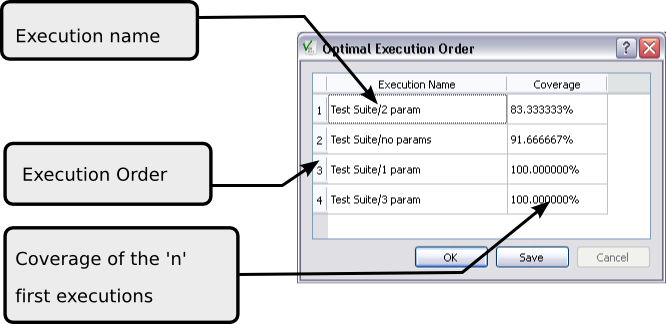 Execution name
Optimal Execution Order
Execution Name Coverage
1 Test Suite/2 param 83.333333%
2 Test Suite/no params 91.666667%
Execution Order
3 Test Suite/1 param 100.000000%
4 Test Suite/3 param 100.000000%
Coverage of the 'n'
first executions
OK Save Cancel